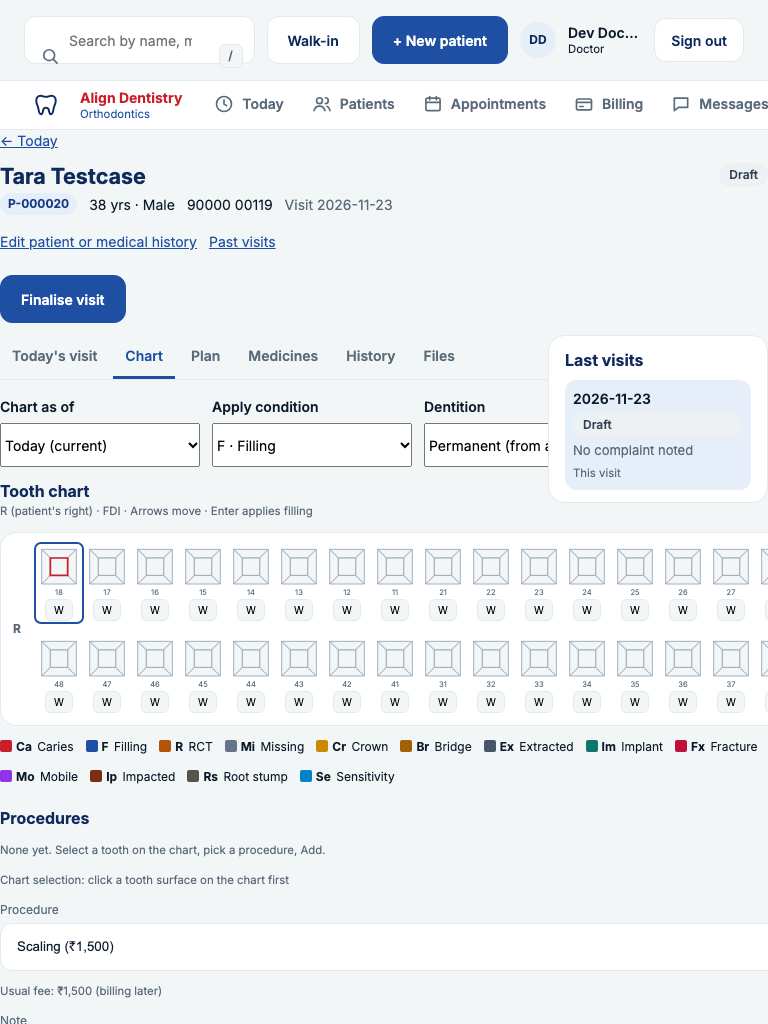 Search by name, m
/
Walk-in
+ New patient
DD
Dev Doc...
Doctor
Sign out
Align Dentistry
Orthodontics
Today
Patients
Appointments
Billing
Messages
← Today
Tara Testcase
Draft
P-000020
38 yrs · Male
90000 00119
Visit 2026-11-23
Edit patient or medical history
Past visits
Finalise visit
Today's visit
Chart
Plan
Medicines
History
Files
Last visits
2026-11-23
Draft
No complaint noted
This visit
Chart as of
Apply condition
Dentition
Today (current)
F · Filling
Permanent (from a
Tooth chart
R (patient's right) · FDI · Arrows move · Enter applies filling
R
18 17 16 15 14 13 12 11 21 22 23 24 25 26 27
W W W W W W W W W W W W W W W
48 47 46 45 44 43 42 41 31 32 33 34 35 36 37
W W W W W W W W W W W W W W W
Ca Caries F Filling R RCT Mi Missing Cr Crown Br Bridge Ex Extracted Im Implant Fx Fracture
Mo Mobile Ip Impacted Rs Root stump Se Sensitivity
Procedures
None yet. Select a tooth on the chart, pick a procedure, Add.
Chart selection: click a tooth surface on the chart first
Procedure
Scaling (₹1,500)
Usual fee: ₹1,500 (billing later)
Note